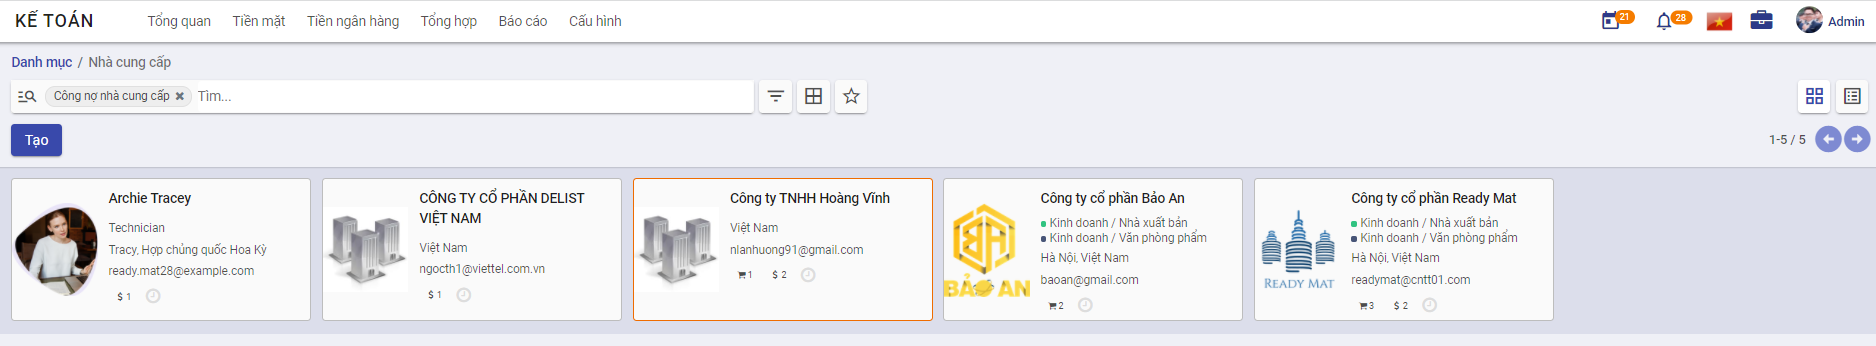 KẾ TOÁN Tổng quan Tiền mặt Tiền ngân hàng Tổng hợp Báo cáo Cấu hình 21 28 Admin
Danh mục / Nhà cung cấp
Công nợ nhà cung cấp ✖ Tìm...
Tạo 1-5 / 5
Archie Tracey
Technician
Tracy, Hợp chủng quốc Hoa Kỳ
ready.mat28@example.com
$ 1
CÔNG TY CỔ PHẦN DELIST
VIỆT NAM
Việt Nam
ngocth1@viettel.com.vn
$ 1
Công ty TNHH Hoàng Vĩnh
Việt Nam
nlanhuong91@gmail.com
1 $ 2
BẢO AN
Công ty cổ phần Bảo An
Kinh doanh / Nhà xuất bản
Kinh doanh / Văn phòng phẩm
Hà Nội, Việt Nam
baoan@gmail.com
2
READY MAT
Công ty cổ phần Ready Mat
Kinh doanh / Nhà xuất bản
Kinh doanh / Văn phòng phẩm
Hà Nội, Việt Nam
readymat@cntt01.com
3 $ 2